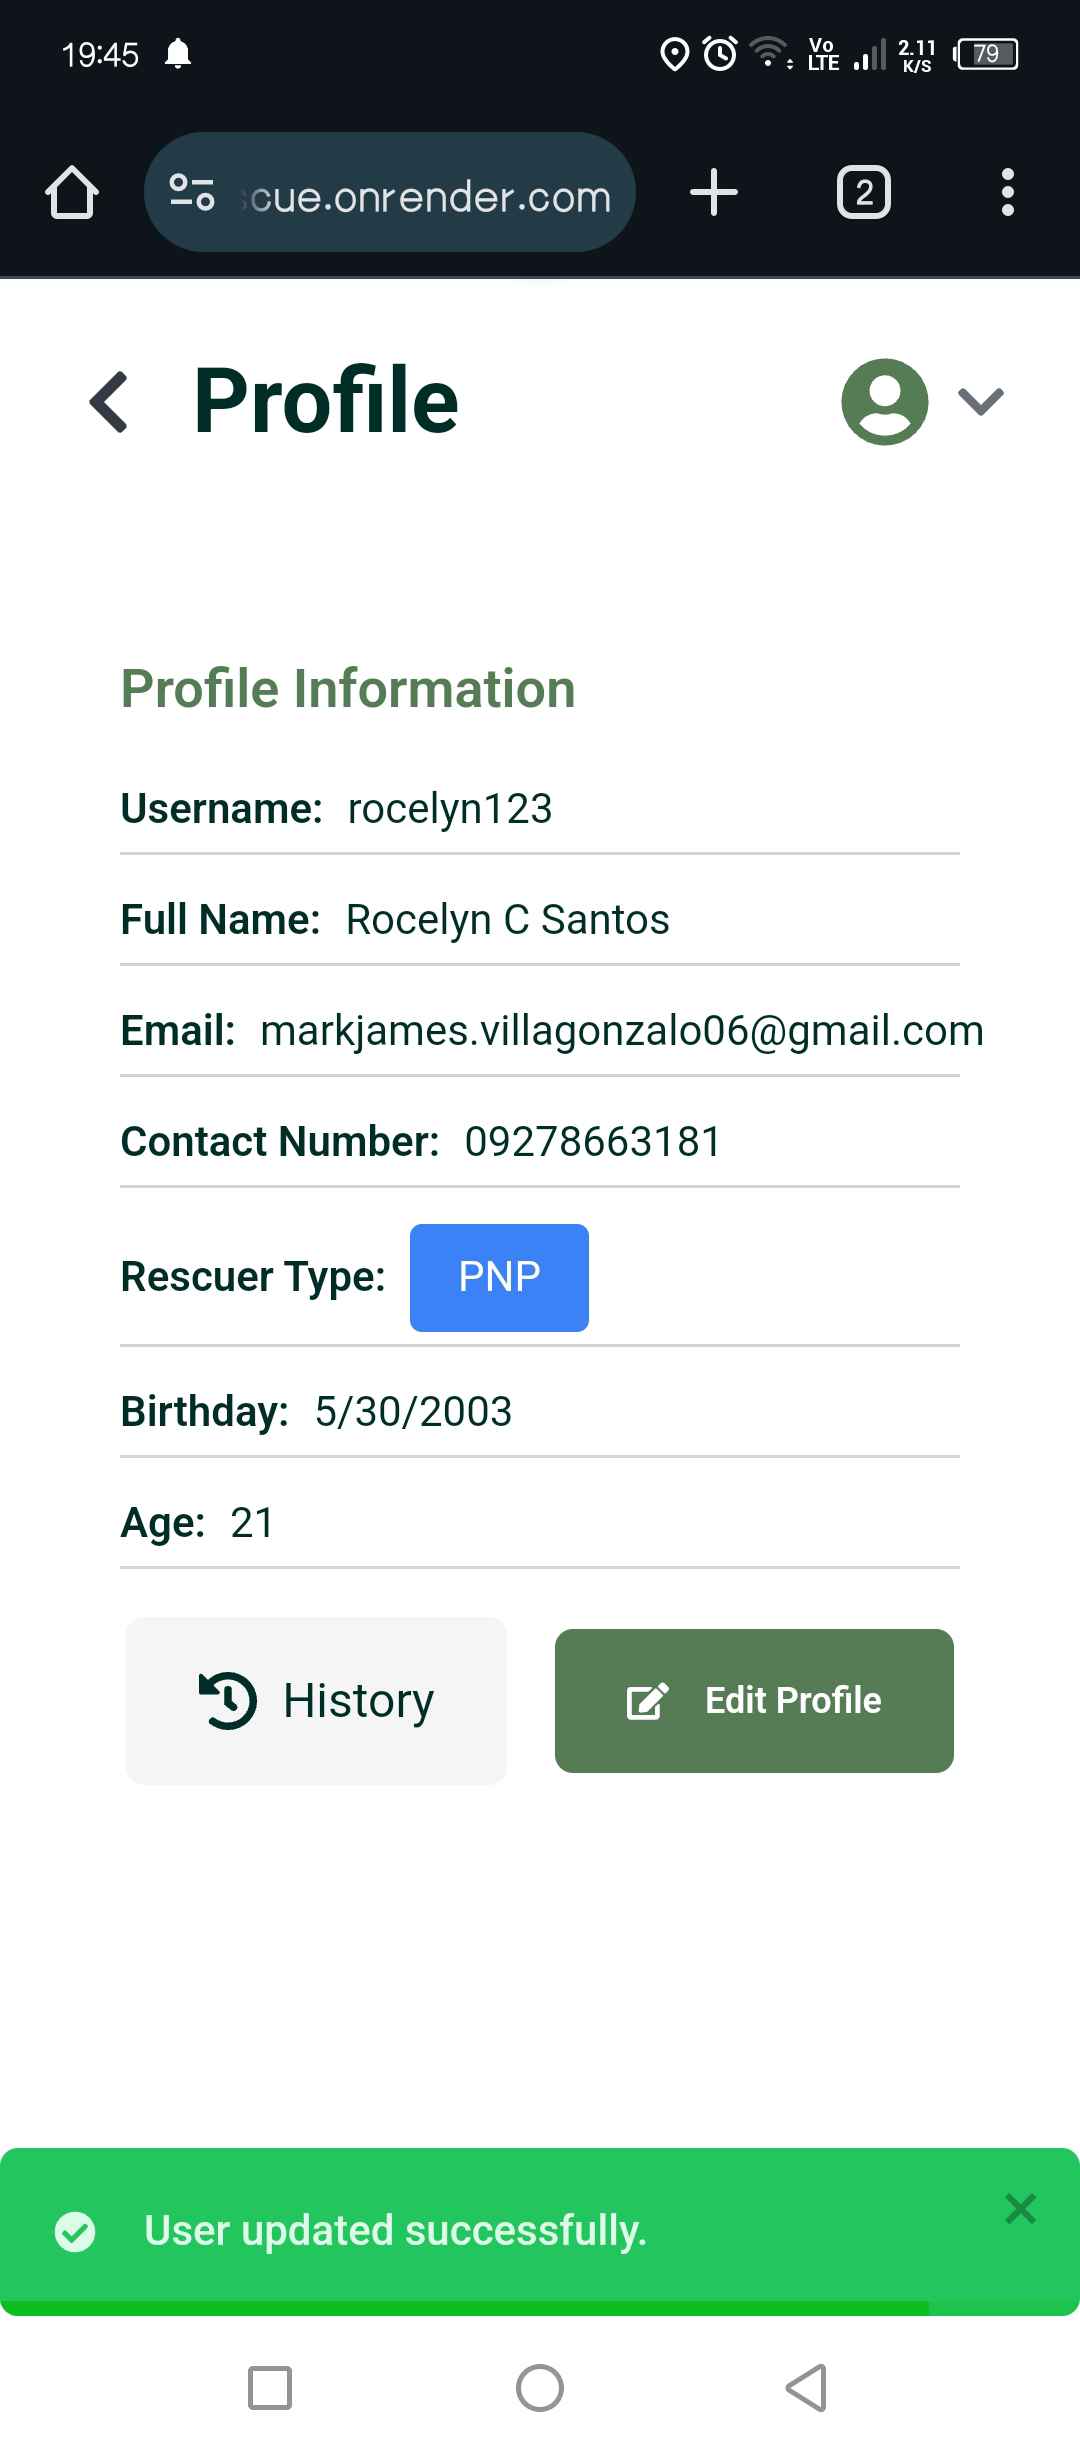 19:45 Vo LTE 2.11 K/S 79
cue.onrender.com 2
Profile
Profile Information
Username: rocelyn123
Full Name: Rocelyn C Santos
Email: markjames.villagonzalo06@gmail.com
Contact Number: 09278663181
Rescuer Type: PNP
Birthday: 5/30/2003
Age: 21
History Edit Profile
User updated successfully.